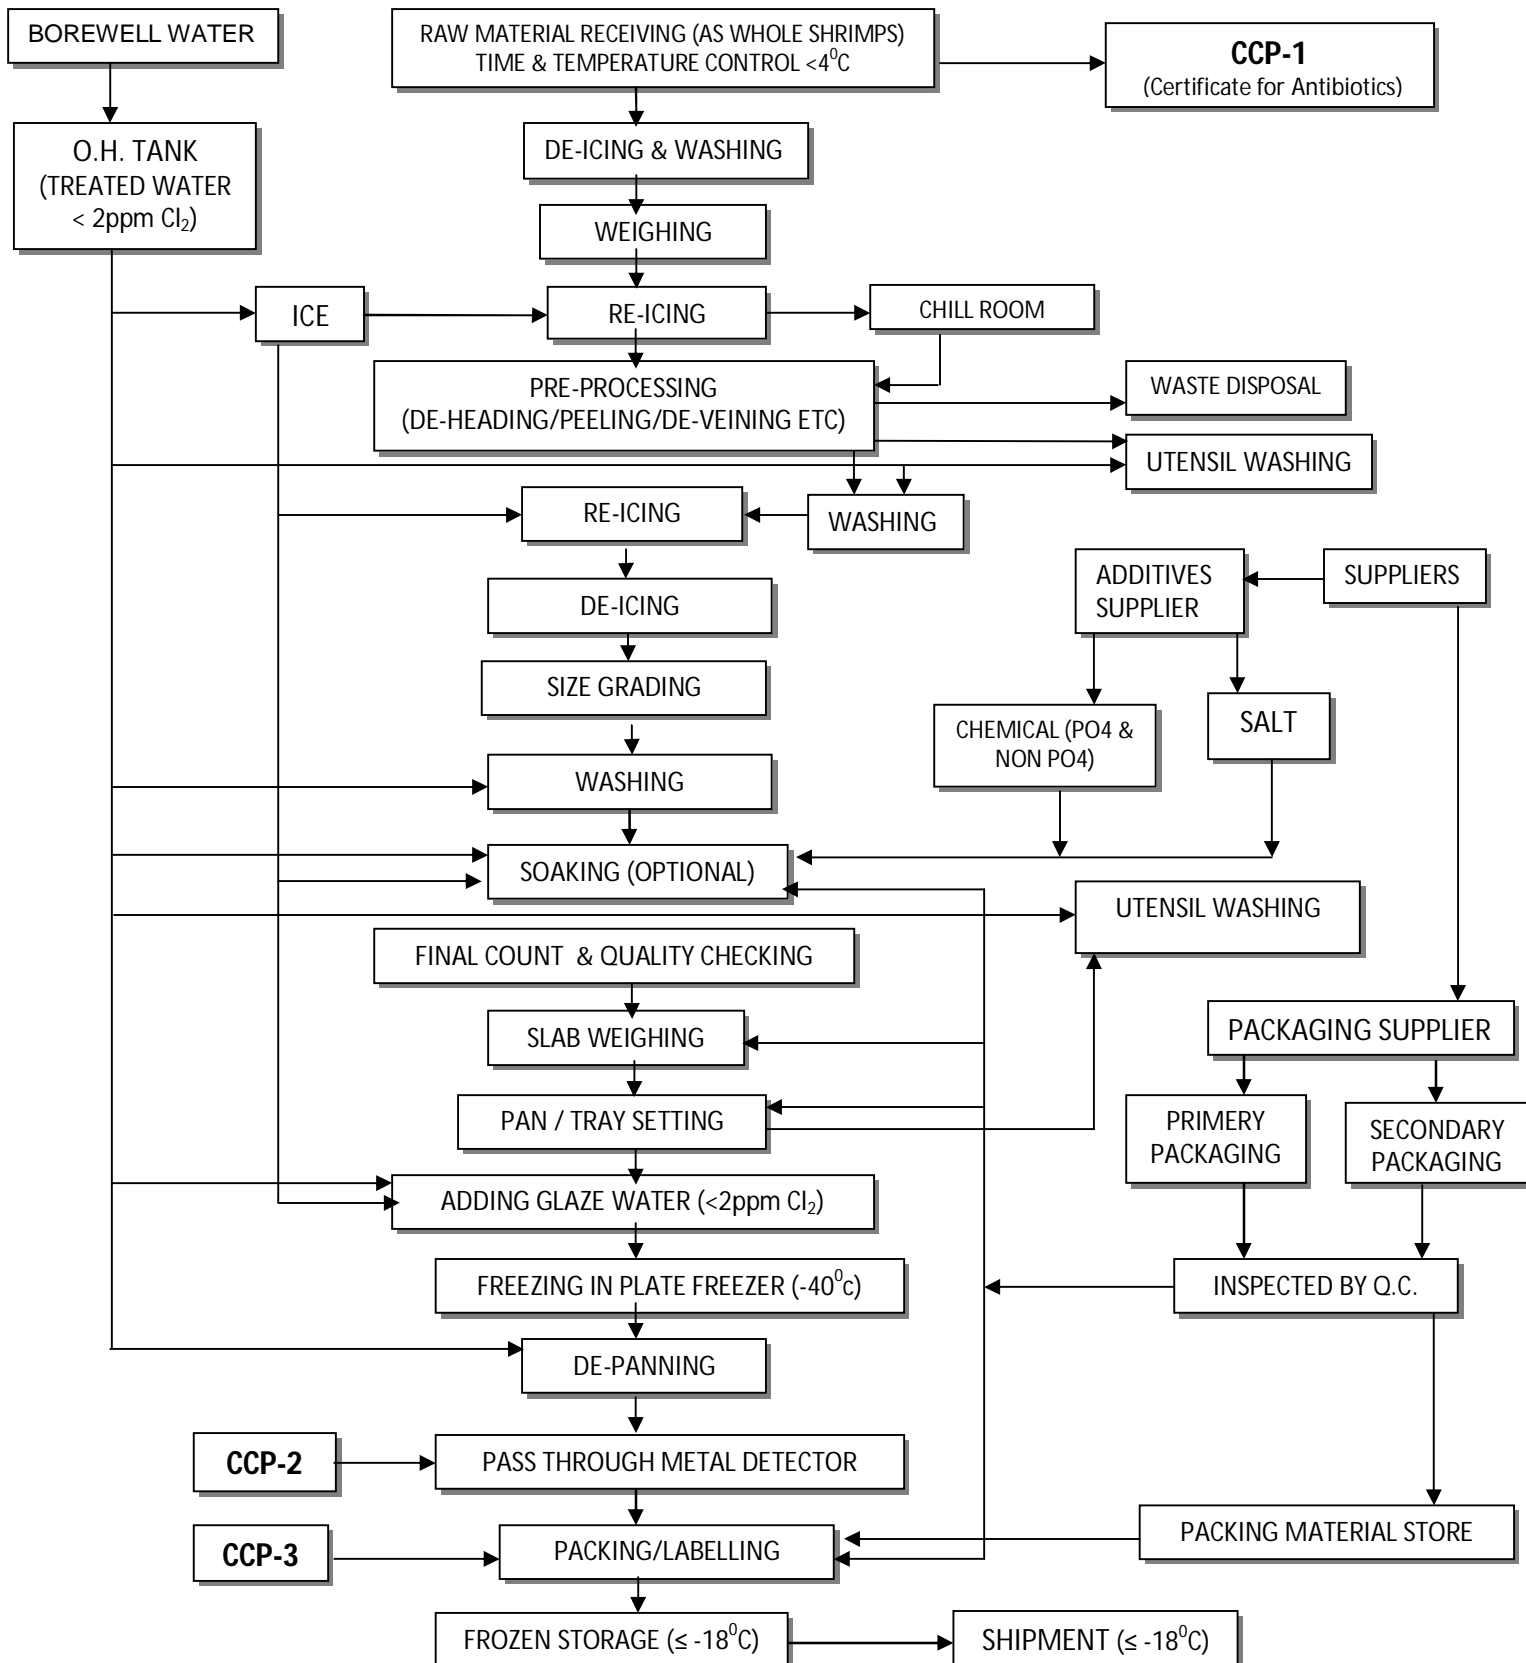 BOREWELL WATER
RAW MATERIAL RECEIVING (AS WHOLE SHRIMPS)
TIME & TEMPERATURE CONTROL <4⁰C
CCP-1
(Certificate for Antibiotics)
O.H. TANK
(TREATED WATER
< 2ppm Cl₂)
DE-ICING & WASHING
WEIGHING
ICE
RE-ICING
CHILL ROOM
PRE-PROCESSING
(DE-HEADING/PEELING/DE-VEINING ETC)
WASTE DISPOSAL
UTENSIL WASHING
RE-ICING
WASHING
DE-ICING
ADDITIVES
SUPPLIER
SUPPLIERS
SIZE GRADING
CHEMICAL (PO4 &
NON PO4)
SALT
WASHING
SOAKING (OPTIONAL)
UTENSIL WASHING
FINAL COUNT & QUALITY CHECKING
SLAB WEIGHING
PACKAGING SUPPLIER
PAN / TRAY SETTING
PRIMERY
PACKAGING
SECONDARY
PACKAGING
ADDING GLAZE WATER (<2ppm Cl₂)
FREEZING IN PLATE FREEZER (-40⁰C)
INSPECTED BY Q.C.
DE-PANNING
CCP-2
PASS THROUGH METAL DETECTOR
CCP-3
PACKING/LABELLING
PACKING MATERIAL STORE
FROZEN STORAGE (≤ -18⁰C)
SHIPMENT (≤ -18⁰C)